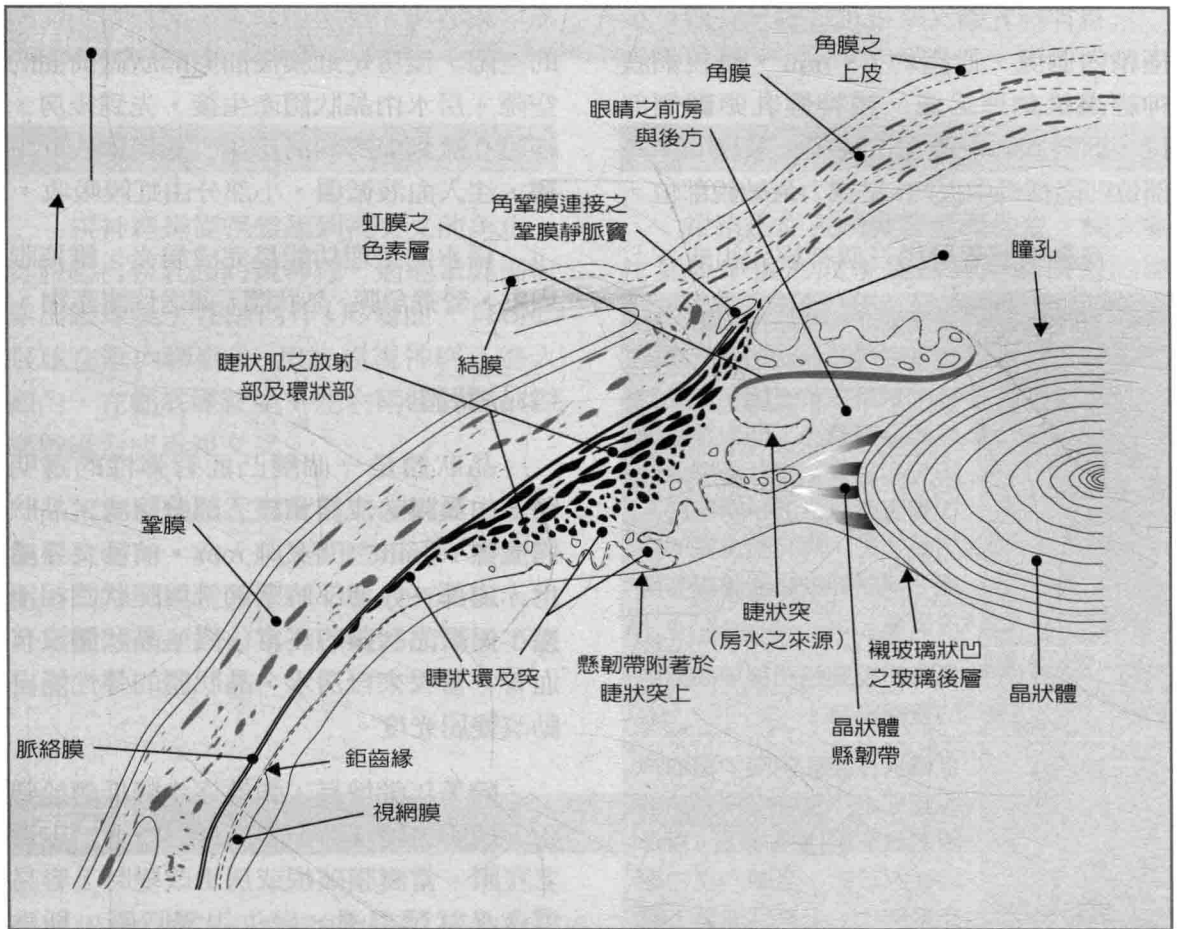 角膜之
上皮
角膜
眼睛之前房
與後方
角鞏膜連接之
鞏膜靜脈竇
虹膜之
色素層
瞳孔
結膜
睫狀肌之放射
部及環狀部
鞏膜
睫狀突
(房水之來源)
懸韌帶附著於
睫狀突上
襯玻璃狀凹
之玻璃後層
睫狀環及突
晶狀體
晶狀體
懸韌帶
脈絡膜
鉅齒緣
視網膜